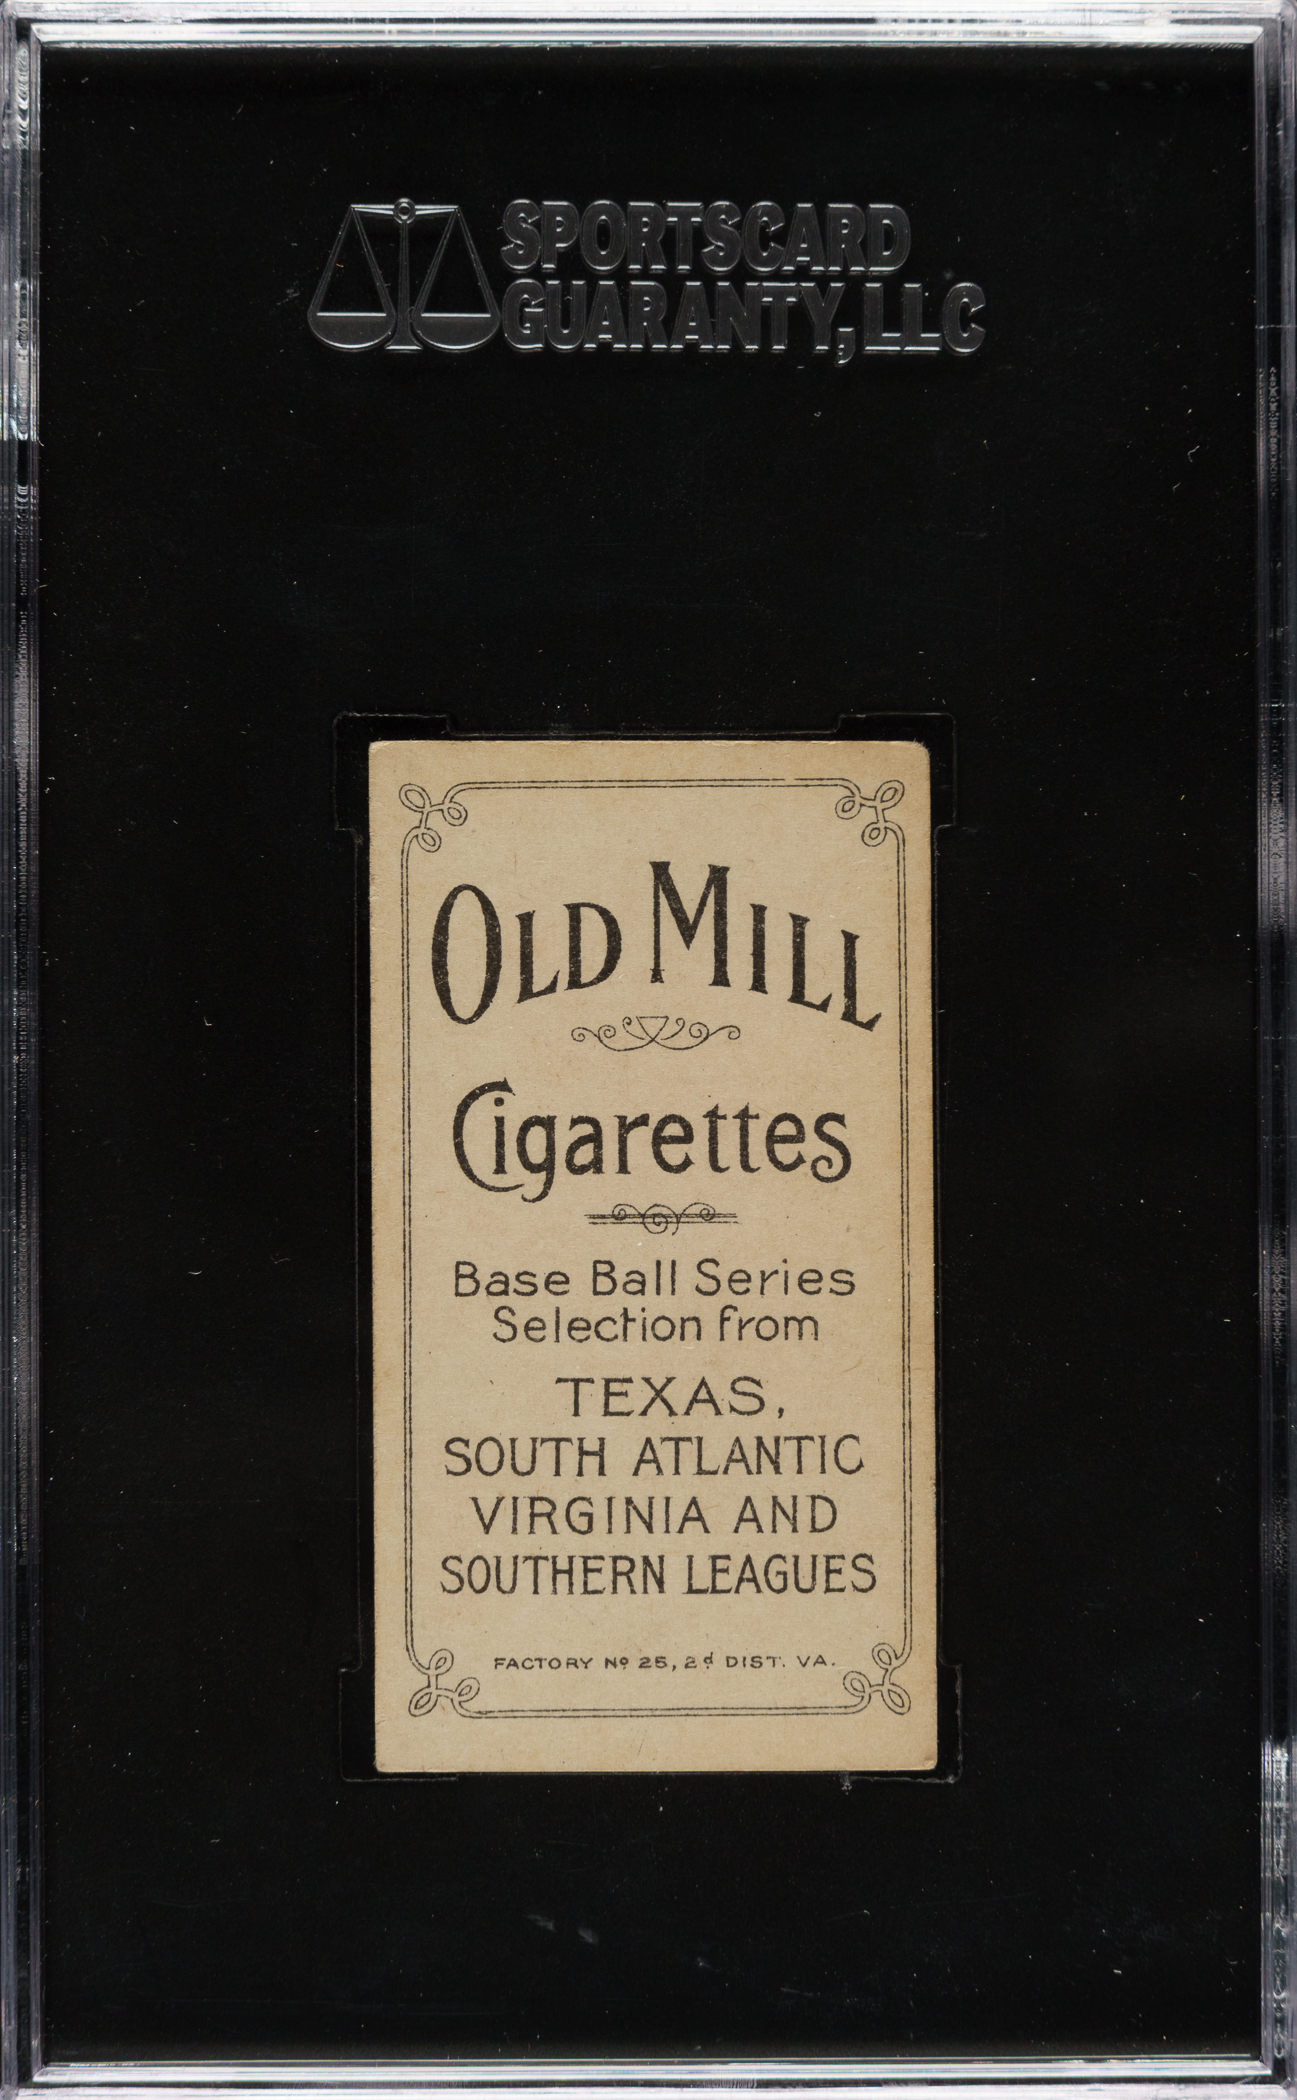 SPORTSCARD
GUARANTY, LLC
OLD MILL
Cigarettes
Base Ball Series
Selection from
TEXAS,
SOUTH ATLANTIC
VIRGINIA AND
SOUTHERN LEAGUES
FACTORY Nº 25, 2d DIST. VA.